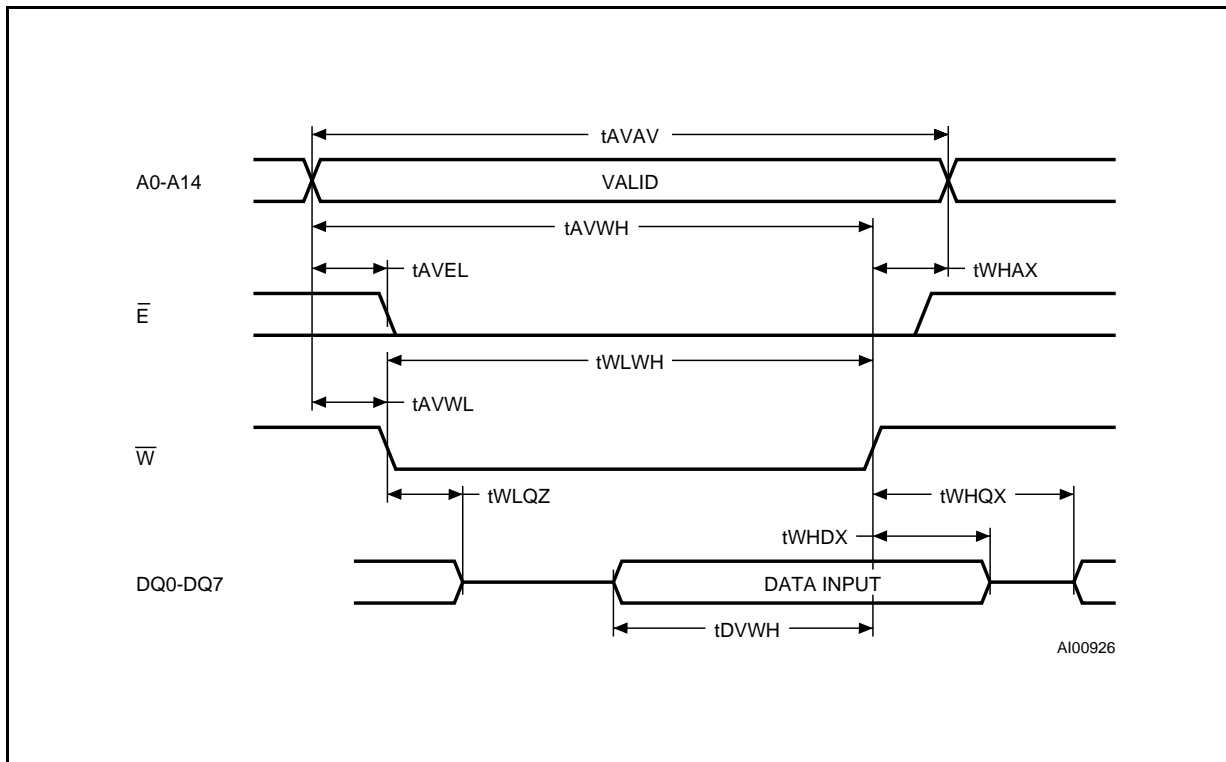 tAVAV
A0-A14
VALID
tAVWH
tAVEL
tWHAX
E̅
tWLWH
tAVWL
W̅
tWLQZ
tWHQX
tWHDX
DQ0-DQ7
DATA INPUT
tDVWH
AI00926